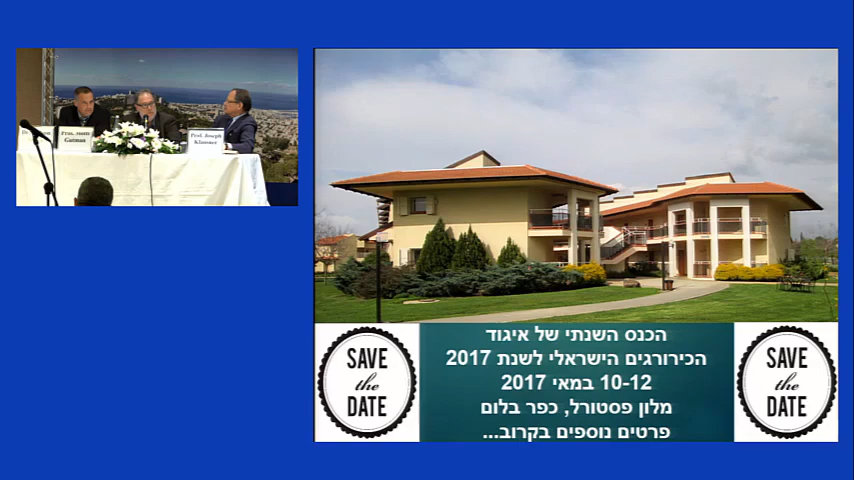 Gutman
Prof. Joseph
Klausner
הכנס השנתי של איגוד
הכירורגים הישראלי לשנת 2017
10-12 במאי 2017
מלון פסטורל, כפר בלום
פרטים נוספים בקרוב...
SAVE
the
DATE
SAVE
the
DATE